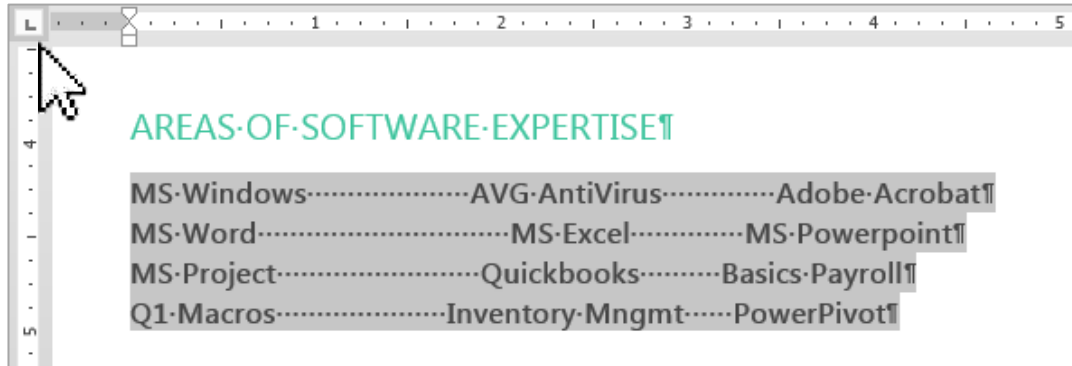 L 1 2 3 4 5
4
5
AREAS·OF·SOFTWARE·EXPERTISE¶
MS·Windows···················AVG·AntiVirus·············Adobe·Acrobat¶
MS·Word·····························MS·Excel·············MS·Powerpoint¶
MS·Project·······················Quickbooks·········Basics·Payroll¶
Q1·Macros····················Inventory·Mngmt······PowerPivot¶